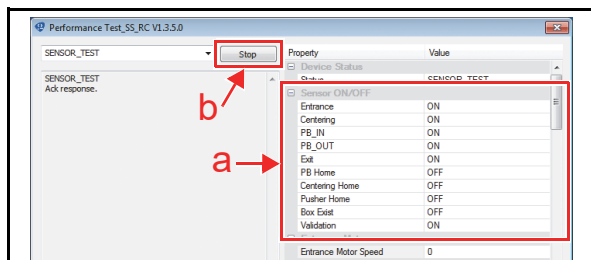 Performance Test_SS_RC V1.3.5.0
SENSOR_TEST
Stop
SENSOR_TEST
Ack response.
b
a
Property Value
Device Status
Status SENSOR_TEST
Sensor ON/OFF
Entrance ON
Centering ON
PB_IN ON
PB_OUT ON
Exit ON
PB Home OFF
Centering Home OFF
Pusher Home OFF
Box Exist OFF
Validation ON
Entrance Motor Speed 0